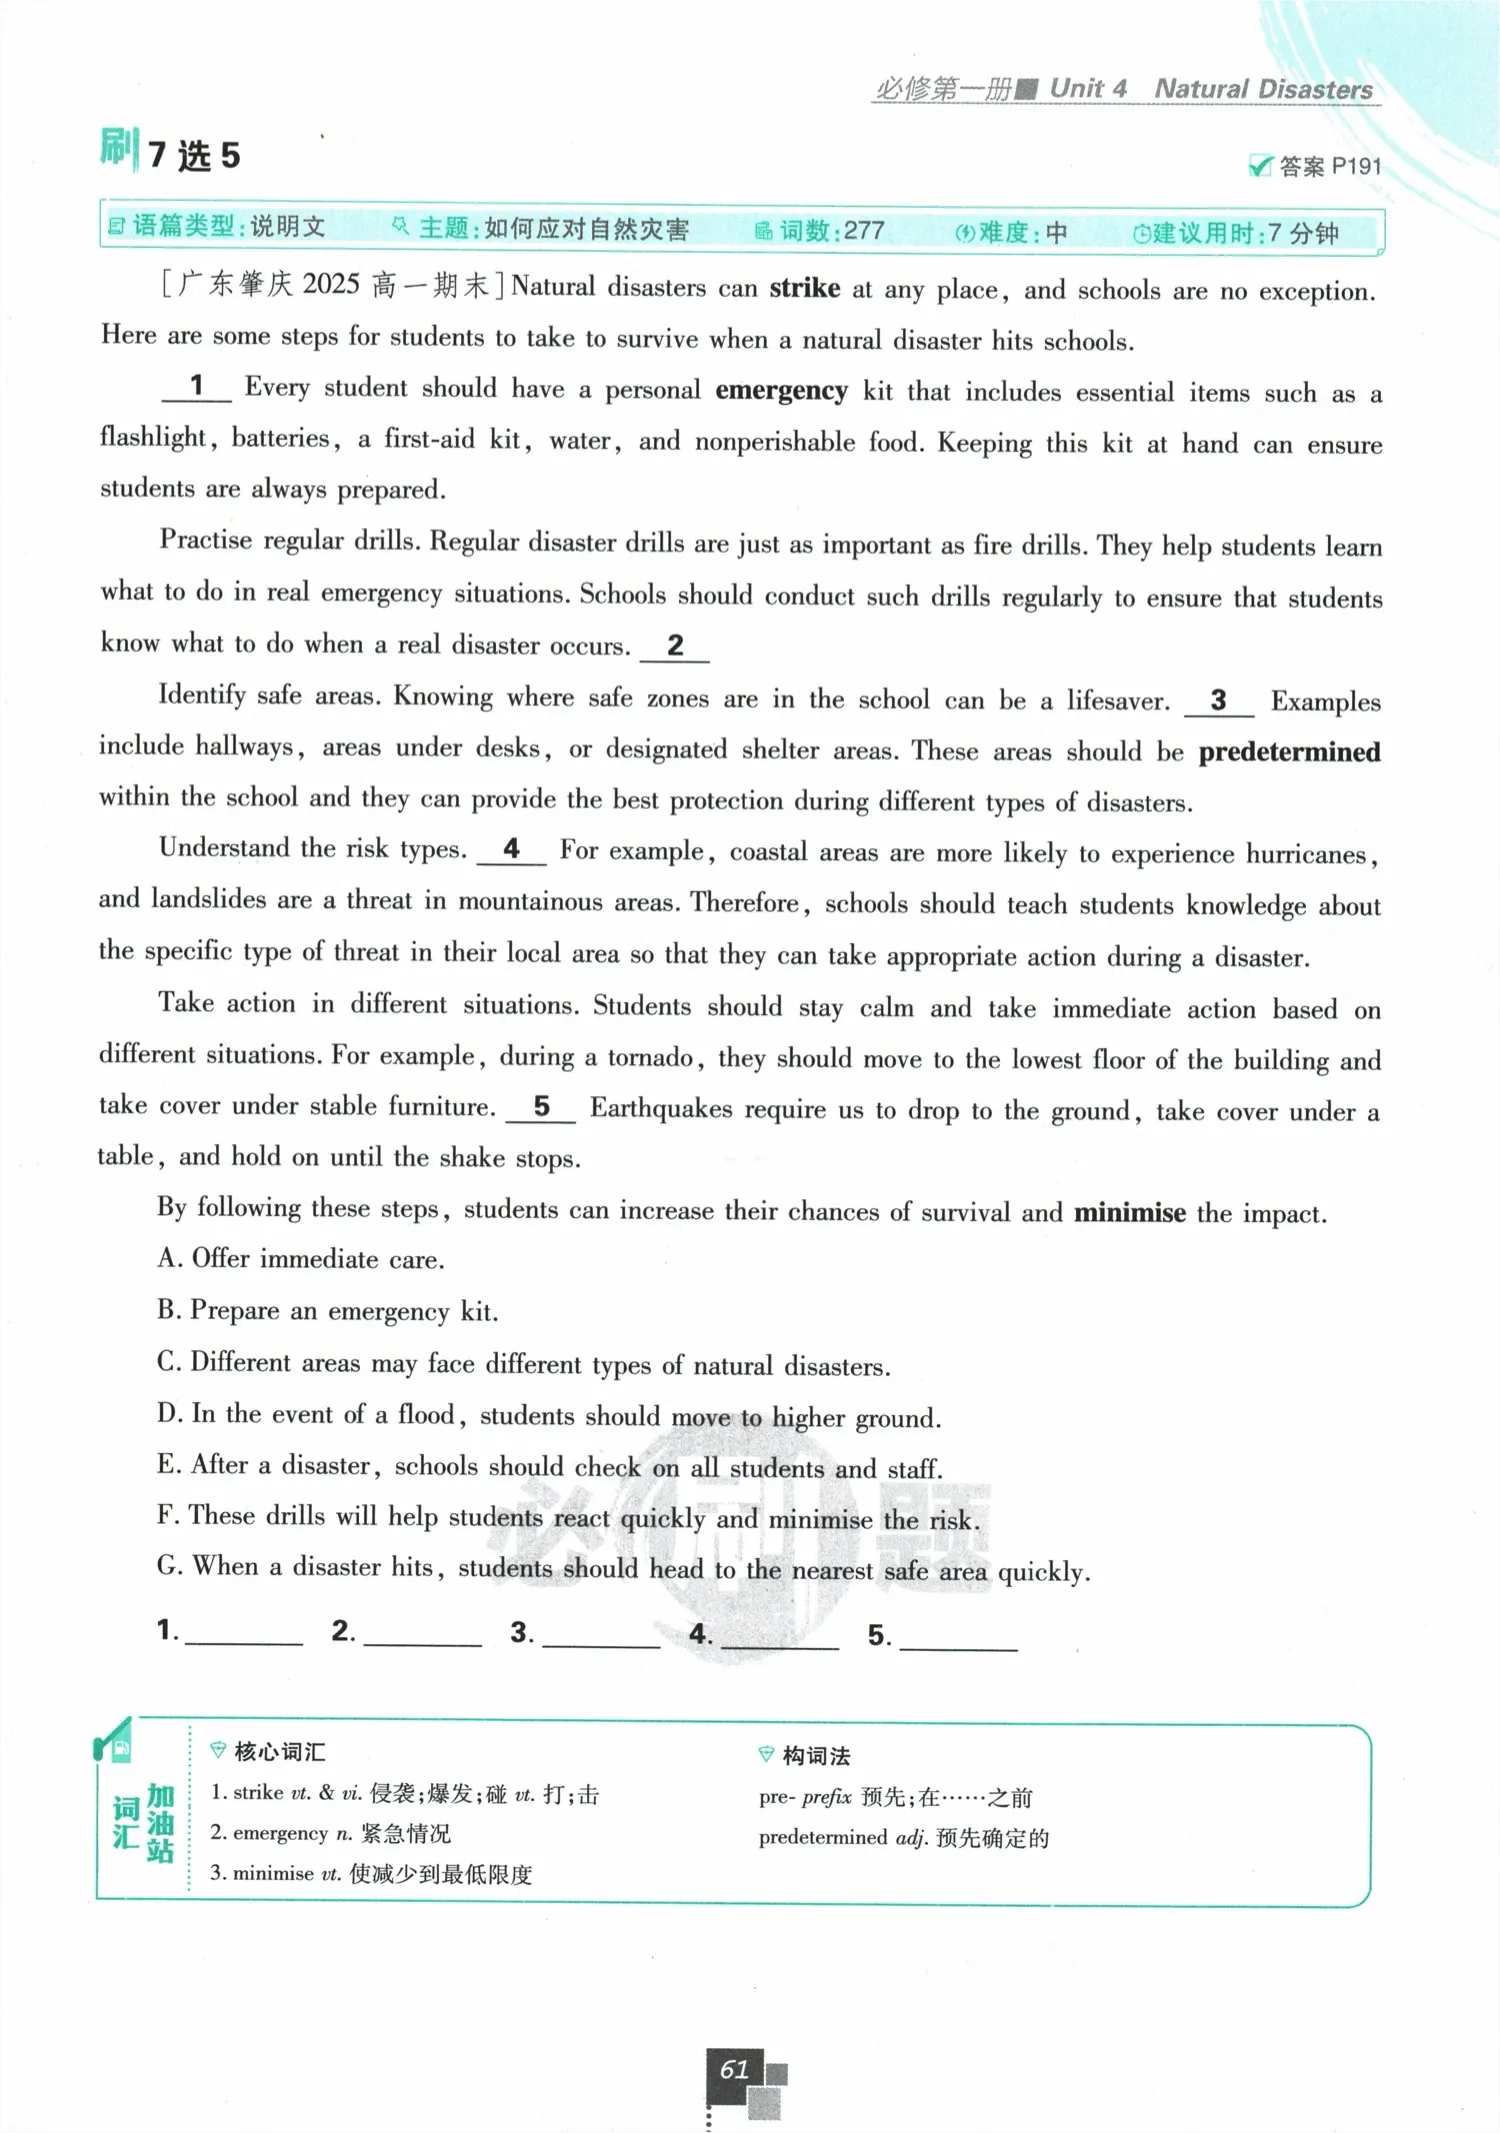 必修第一册 Unit 4 Natural Disasters
刷 7 选 5
答案 P191
语篇类型:说明文 主题:如何应对自然灾害 词数:277 难度:中 建议用时:7 分钟
[广东肇庆 2025 高一期末]Natural disasters can strike at any place, and schools are no exception.
Here are some steps for students to take to survive when a natural disaster hits schools.
1 Every student should have a personal emergency kit that includes essential items such as a
flashlight, batteries, a first-aid kit, water, and nonperishable food. Keeping this kit at hand can ensure
students are always prepared.
Practise regular drills. Regular disaster drills are just as important as fire drills. They help students learn
what to do in real emergency situations. Schools should conduct such drills regularly to ensure that students
know what to do when a real disaster occurs. 2
Identify safe areas. Knowing where safe zones are in the school can be a lifesaver. 3 Examples
include hallways, areas under desks, or designated shelter areas. These areas should be predetermined
within the school and they can provide the best protection during different types of disasters.
Understand the risk types. 4 For example, coastal areas are more likely to experience hurricanes,
and landslides are a threat in mountainous areas. Therefore, schools should teach students knowledge about
the specific type of threat in their local area so that they can take appropriate action during a disaster.
Take action in different situations. Students should stay calm and take immediate action based on
different situations. For example, during a tornado, they should move to the lowest floor of the building and
take cover under stable furniture. 5 Earthquakes require us to drop to the ground, take cover under a
table, and hold on until the shake stops.
By following these steps, students can increase their chances of survival and minimise the impact.
A. Offer immediate care.
B. Prepare an emergency kit.
C. Different areas may face different types of natural disasters.
D. In the event of a flood, students should move to higher ground.
E. After a disaster, schools should check on all students and staff.
F. These drills will help students react quickly and minimise the risk.
G. When a disaster hits, students should head to the nearest safe area quickly.
必刷题
1.________ 2.________ 3.________ 4.________ 5.________
词汇加油站
核心词汇
1. strike vt. & vi. 侵袭;爆发;碰 vt. 打;击
2. emergency n. 紧急情况
3. minimise vt. 使减少到最低限度
构词法
pre- prefix 预先;在……之前
predetermined adj. 预先确定的
61